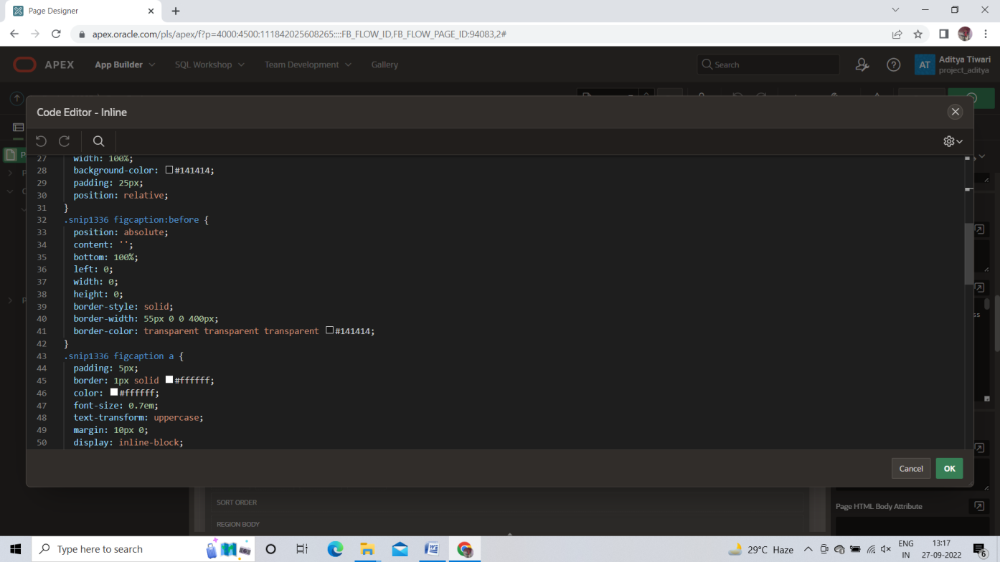 Page Designer
apex.oracle.com/pls/apex/f?p=4000:4500:111842025608265::::FB_FLOW_ID,FB_FLOW_PAGE_ID:94083,2#
APEX App Builder SQL Workshop Team Development Gallery Search AT Aditya Tiwari
project_aditya
Code Editor - Inline
27 width: 100%;
28 background-color: #141414;
29 padding: 25px;
30 position: relative;
31 }
32 .snip1336 figcaption:before {
33 position: absolute;
34 content: '';
35 bottom: 100%;
36 left: 0;
37 width: 0;
38 height: 0;
39 border-style: solid;
40 border-width: 55px 0 0 400px;
41 border-color: transparent transparent transparent #141414;
42 }
43 .snip1336 figcaption a {
44 padding: 5px;
45 border: 1px solid #ffffff;
46 color: #ffffff;
47 font-size: 0.7em;
48 text-transform: uppercase;
49 margin: 10px 0;
50 display: inline-block;
Cancel OK
SORT ORDER
Page HTML Body Attribute
REGION BODY
Type here to search
29°C Haze
ENG
IN
13:17
27-09-2022
6